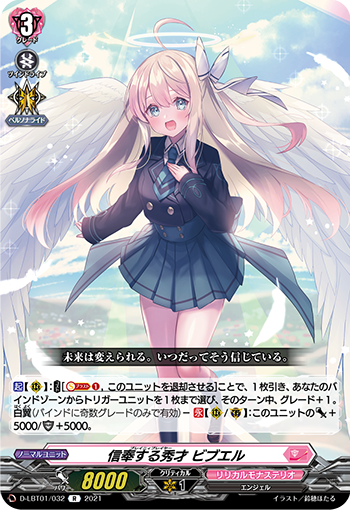 3
グレード
ツインドライブ
ペルソナライド
未来は変えられる。いつだってそう信じている。
起【】：【 1, このユニットを退却させる】ことで、1枚引き、あなたのバ
インドゾーンからトリガーユニットを1枚まで選び、そのターン中、グレード＋1。
白翼（バインドに奇数グレードのみで有効）－永【】：このユニットの
5000/ ＋5000。
ノーマルユニット
信奉する秀才 ビブエル
パワー
8000
クリティカル
1
リリカルモナステリオ
エンジェル
D-LBT01/032 R 2021
イラスト／鈴穂ほたる